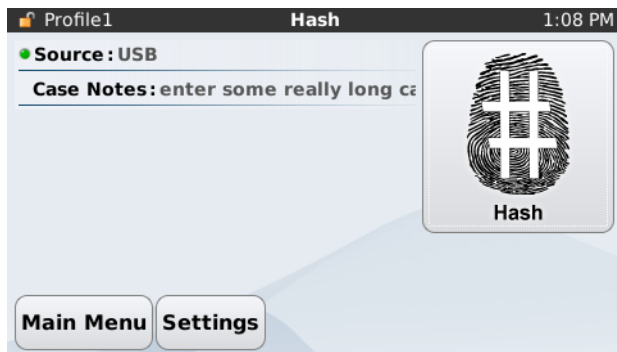 Profile1 Hash 1:08 PM
Source : USB
Case Notes: enter some really long ca
Hash
Main Menu Settings